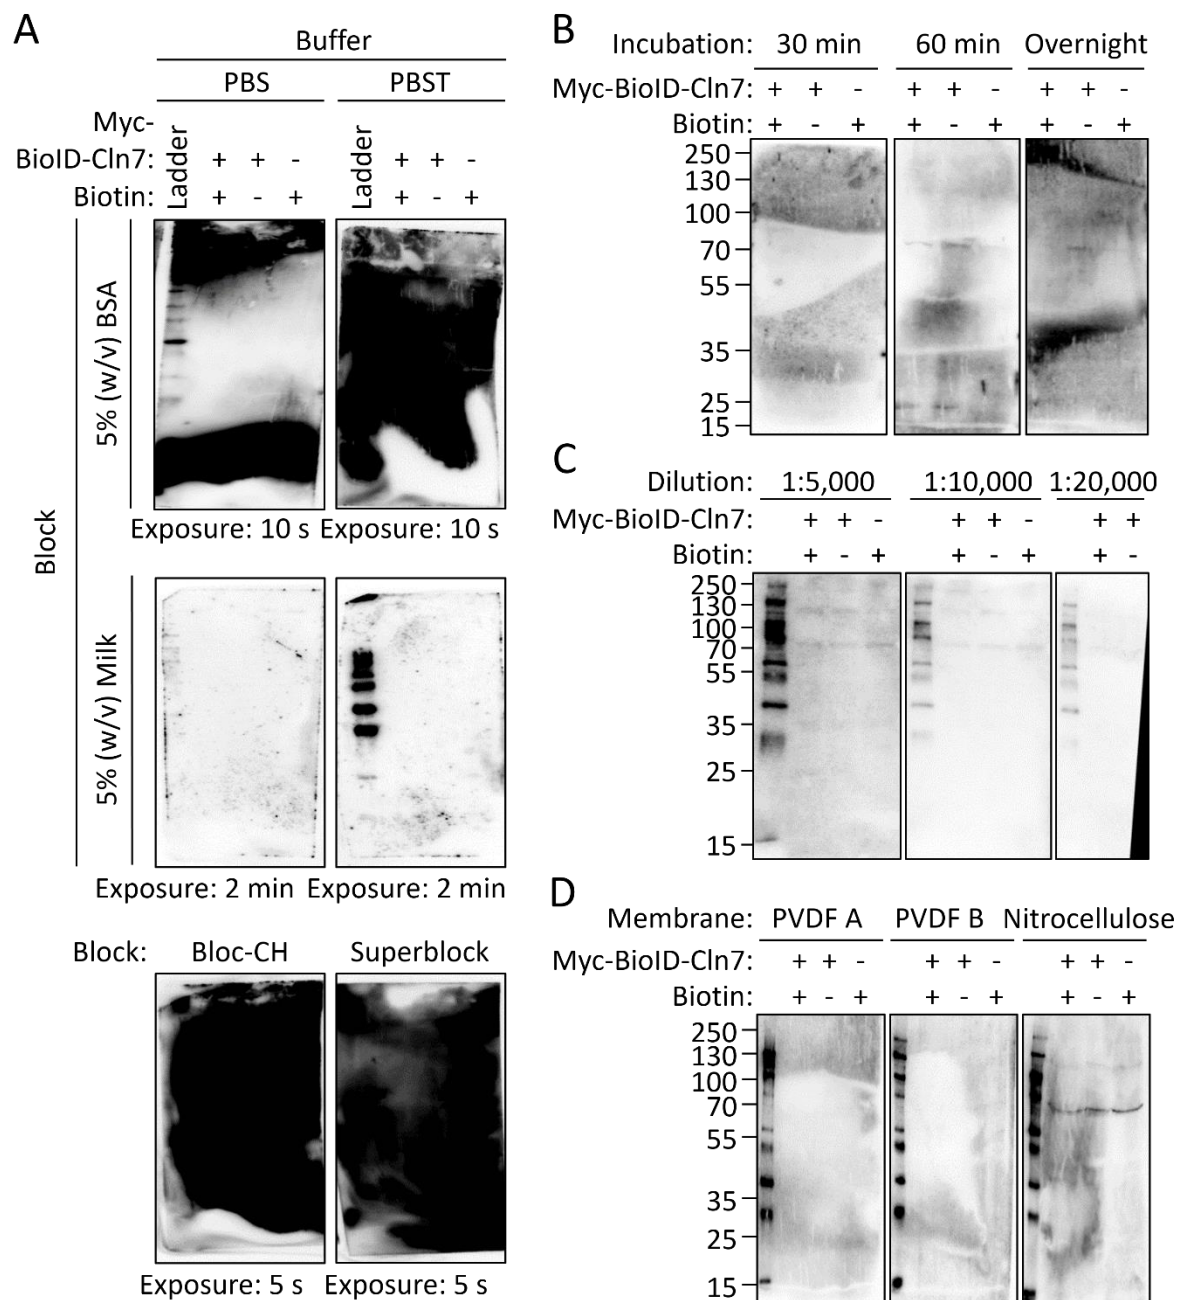 A
Buffer
PBS PBST
Myc-
BioID-Cln7: + + - + + -
Biotin: + - + + - +
Ladder
Ladder
Block
5% (w/v) BSA
Exposure: 10 s Exposure: 10 s
5% (w/v) Milk
Exposure: 2 min Exposure: 2 min
Block: Bloc-CH Superblock
Exposure: 5 s Exposure: 5 s
B
Incubation: 30 min 60 min Overnight
Myc-BioID-Cln7: + + - + + - + + -
Biotin: + - + + - + + - +
250
130
100
70
55
35
25
15
C
Dilution: 1:5,000 1:10,000 1:20,000
Myc-BioID-Cln7: + + - + + - + +
Biotin: + - + + - + + -
250
130
100
70
55
35
25
15
D
Membrane: PVDF A PVDF B Nitrocellulose
Myc-BioID-Cln7: + + - + + - + + -
Biotin: + - + + - + + - +
250
130
100
70
55
35
25
15